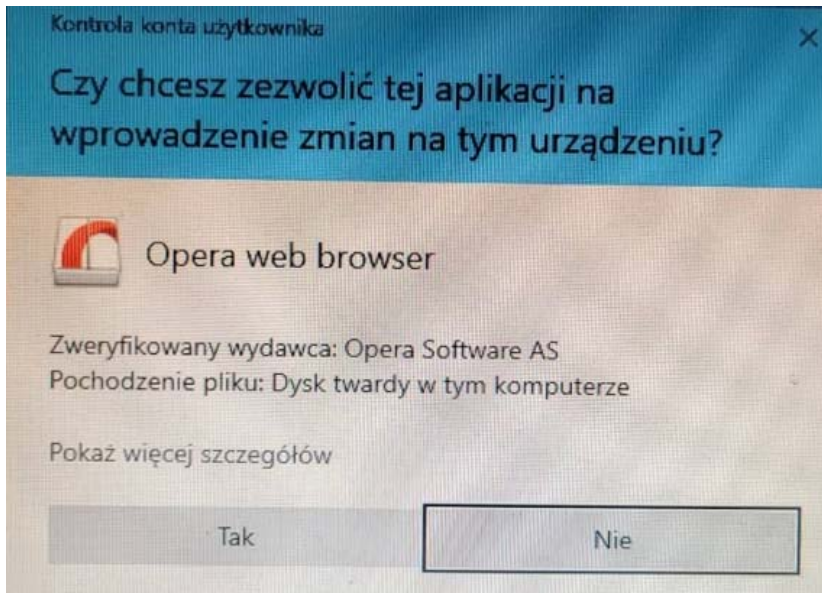 Kontrola konta użytkownika
Czy chcesz zezwolić tej aplikacji na
wprowadzenie zmian na tym urządzeniu?
Opera web browser
Zweryfikowany wydawca: Opera Software AS
Pochodzenie pliku: Dysk twardy w tym komputerze
Pokaż więcej szczegółów
Tak
Nie